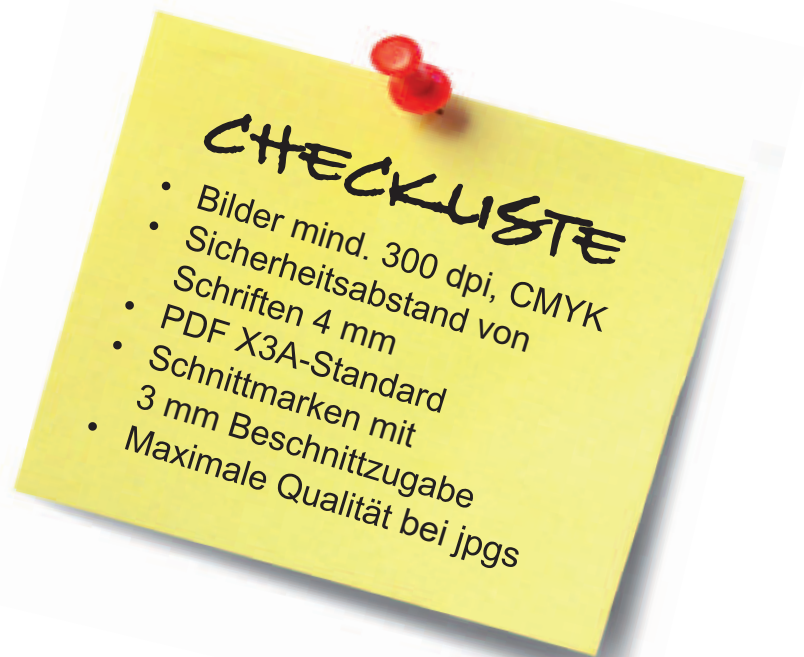 CHECKLISTE
• Bilder mind. 300 dpi, CMYK
• Sicherheitsabstand von
Schriften 4 mm
• PDF X3A-Standard
• Schnittmarken mit
3 mm Beschnittzugabe
• Maximale Qualität bei jpgs